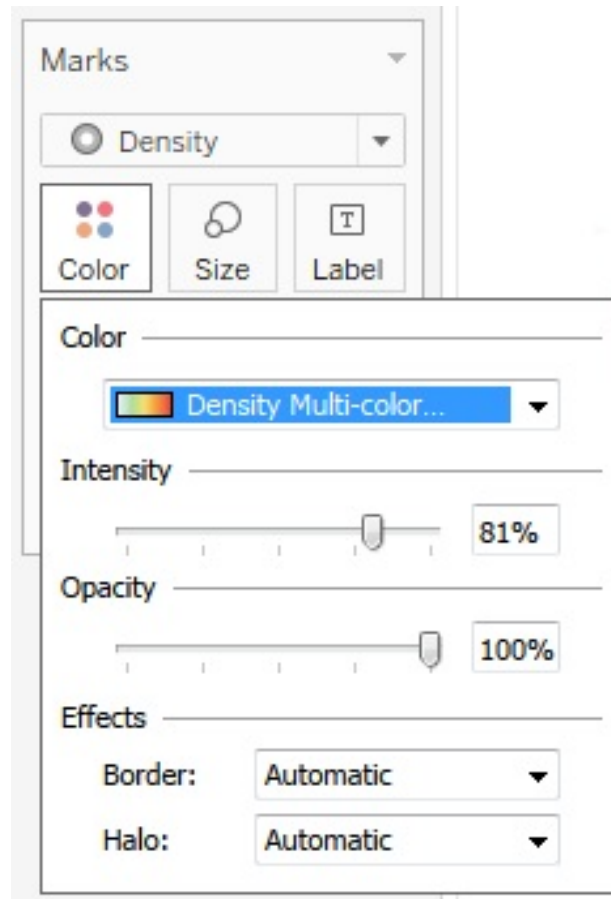 Marks
Density
Color Size Label
Color
Density Multi-color...
Intensity
81%
Opacity
100%
Effects
Border: Automatic
Halo: Automatic